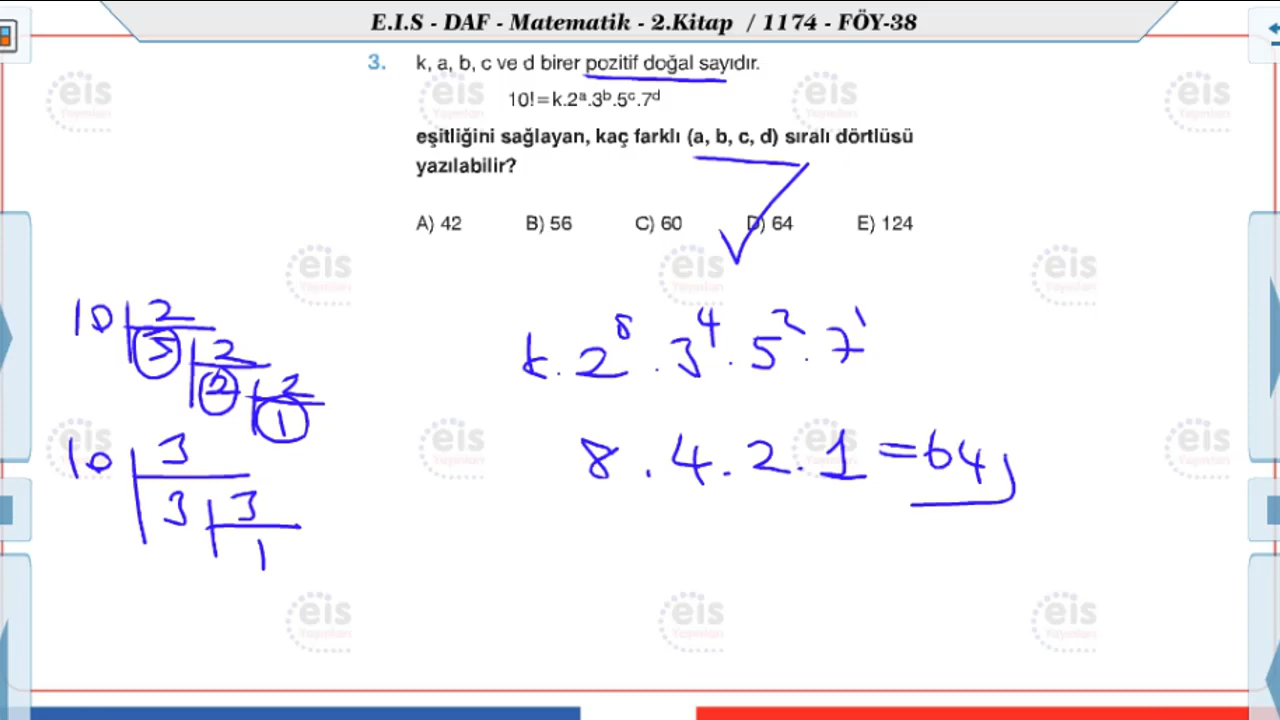 E.I.S - DAF - Matematik - 2.Kitap / 1174 - FÖY-38
3. k, a, b, c ve d birer pozitif doğal sayıdır.
10!=k.2ᵃ.3ᵇ.5ᶜ.7ᵈ
eşitliğini sağlayan, kaç farklı (a, b, c, d) sıralı dörtlüsü
yazılabilir?
A) 42 B) 56 C) 60 D) 64 E) 124
10 2
5 2
2 2
1
10 3
3 3
1
k . 2⁸ . 3⁴ . 5² . 7¹
8 . 4 . 2 . 1 = 64
eis
Yayınları